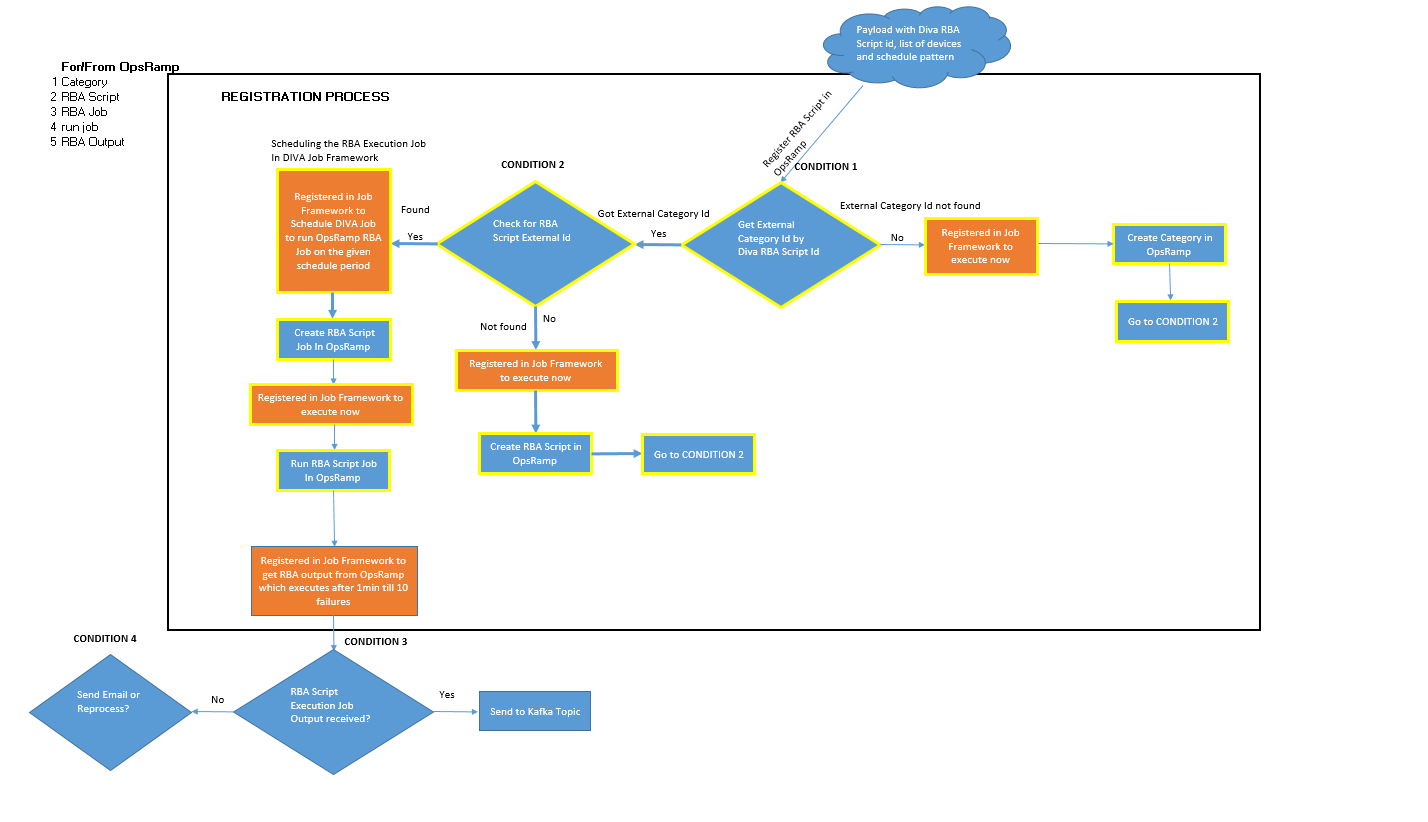 Payload with Diva RBA
Script id, list of devices
and schedule pattern
For/From OpsRamp
1 Category
2 RBA Script
3 RBA Job
4 run job
5 RBA Output
REGISTRATION PROCESS
Register RBA Script in
OpsRamp
Scheduling the RBA Execution Job
In DIVA Job Framework
CONDITION 2
CONDITION 1
Registered in Job
Framework to
Schedule DIVA Job
to run OpsRamp RBA
Job on the given
schedule period
Found
Yes
Check for RBA
Script External Id
Got External Category Id
Yes
Get External
Category Id by
Diva RBA Script Id
External Category Id not found
No
Registered in Job
Framework to
execute now
Create Category in
OpsRamp
Go to CONDITION 2
Not found
No
Create RBA Script
Job In OpsRamp
Registered in Job Framework
to execute now
Registered in Job Framework to
execute now
Create RBA Script in
OpsRamp
Go to CONDITION 2
Run RBA Script Job
In OpsRamp
Registered in Job Framework to
get RBA output from OpsRamp
which executes after 1min till 10
failures
CONDITION 4
CONDITION 3
Send Email or
Reprocess?
No
RBA Script
Execution Job
Output received?
Yes
Send to Kafka Topic